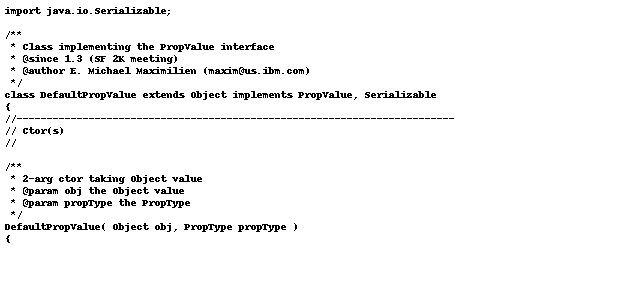 import java.io.Serializable;
/**
 * Class implementing the PropValue interface
 * @since 1.3 (SF 2K meeting)
 * @author E. Michael Maximilien (maxim@us.ibm.com)
 */
class DefaultPropValue extends Object implements PropValue, Serializable
{
//-------------------------------------------------------------------------
// Ctor(s)
//
/**
 * 2-arg ctor taking Object value
 * @param obj the Object value
 * @param propType the PropType
 */
DefaultPropValue( Object obj, PropType propType )
{